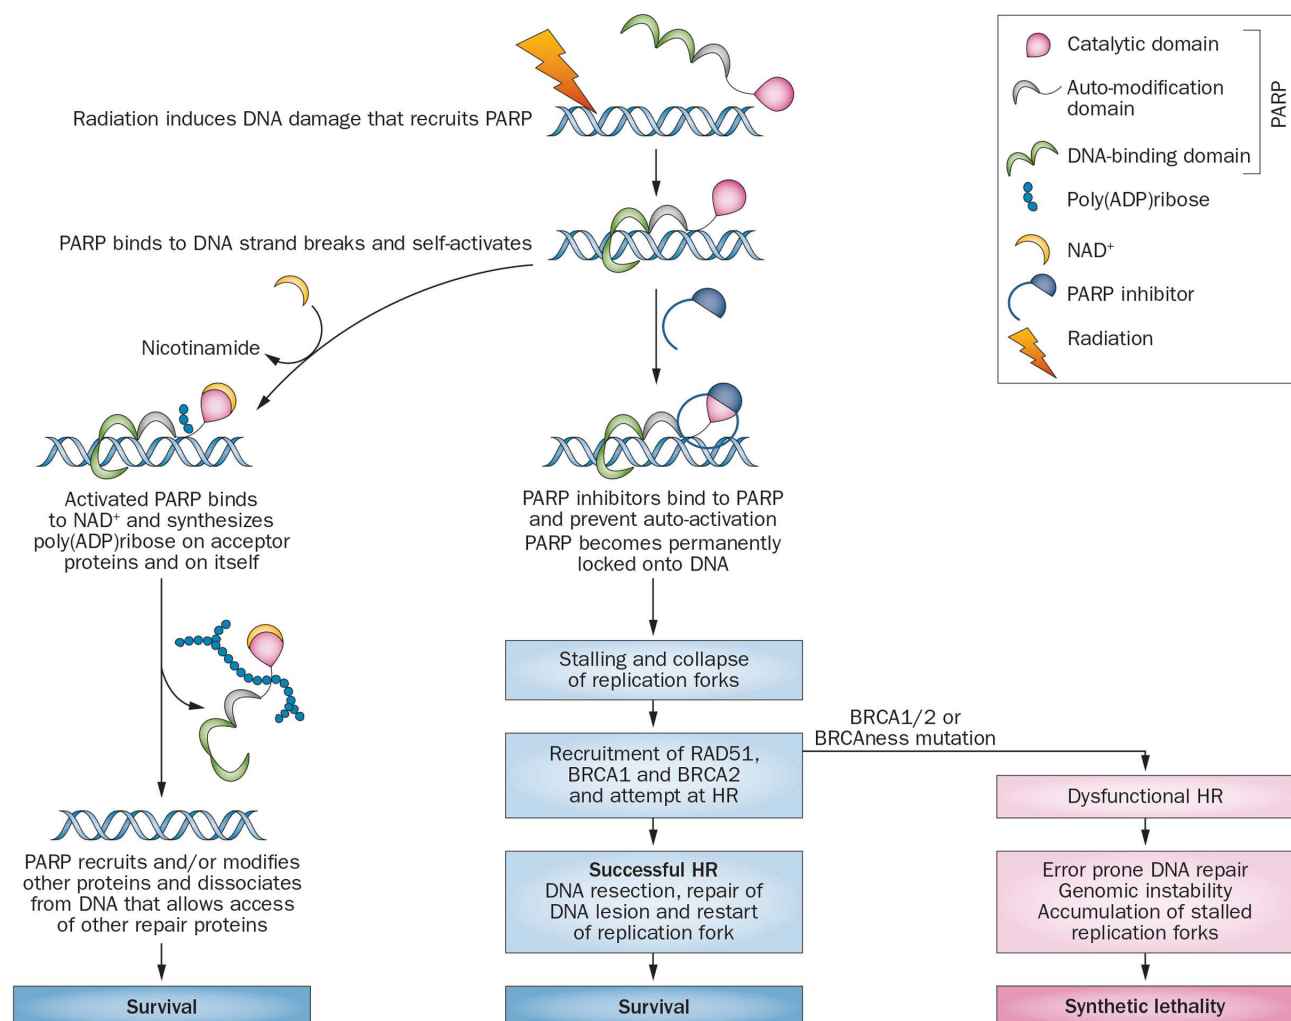 Radiation induces DNA damage that recruits PARP
PARP binds to DNA strand breaks and self-activates
Nicotinamide
Activated PARP binds
to NAD⁺ and synthesizes
poly(ADP)ribose on acceptor
proteins and on itself
PARP recruits and/or modifies
other proteins and dissociates
from DNA that allows access
of other repair proteins
Survival
PARP inhibitors bind to PARP
and prevent auto-activation
PARP becomes permanently
locked onto DNA
Stalling and collapse
of replication forks
Recruitment of RAD51,
BRCA1 and BRCA2
and attempt at HR
Successful HR
DNA resection, repair of
DNA lesion and restart
of replication fork
Survival
BRCA1/2 or
BRCAness mutation
Dysfunctional HR
Error prone DNA repair
Genomic instability
Accumulation of stalled
replication forks
Synthetic lethality
Catalytic domain
Auto-modification
domain
DNA-binding domain
PARP
Poly(ADP)ribose
NAD⁺
PARP inhibitor
Radiation